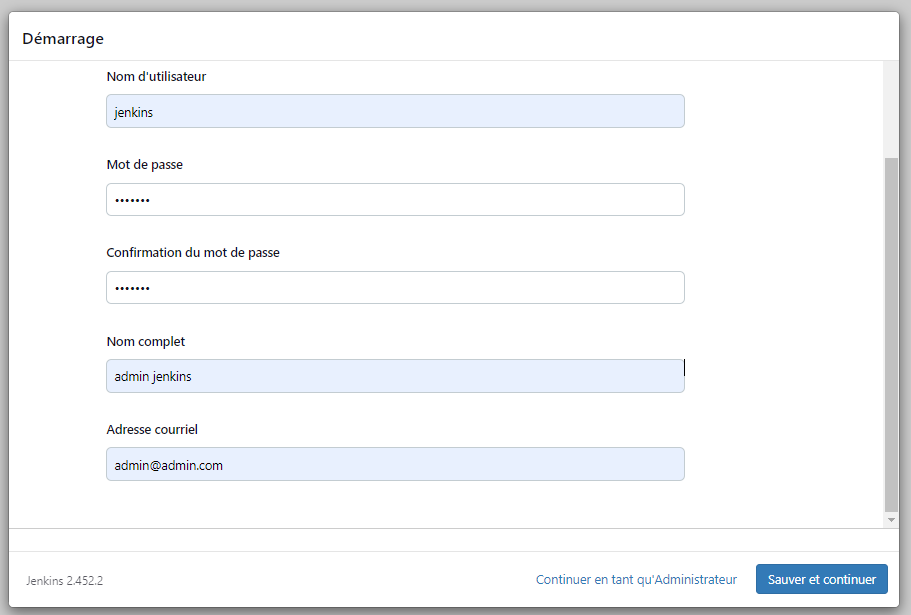 Démarrage
Nom d'utilisateur
jenkins
Mot de passe
•••••••
Confirmation du mot de passe
•••••••
Nom complet
admin jenkins
Adresse courriel
admin@admin.com
Jenkins 2.452.2
Continuer en tant qu'Administrateur
Sauver et continuer